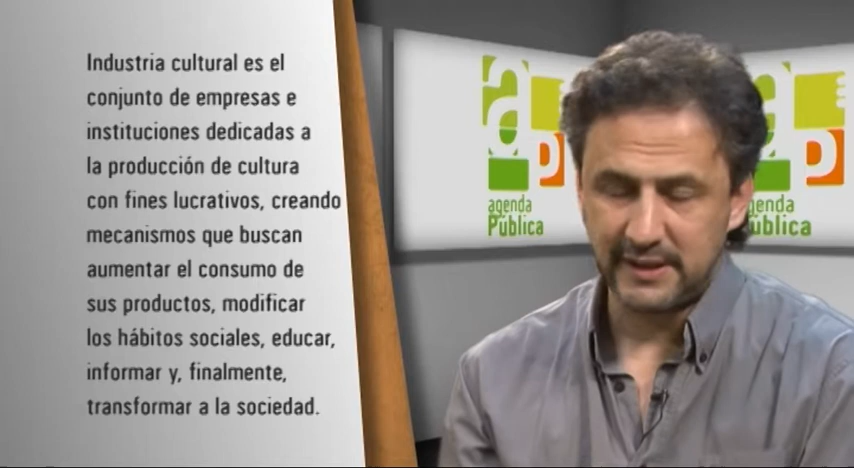 Industria cultural es el
conjunto de empresas e
instituciones dedicadas a
la producción de cultura
con fines lucrativos, creando
mecanismos que buscan
aumentar el consumo de
sus productos, modificar
los hábitos sociales, educar,
informar y, finalmente,
transformar a la sociedad.
a
p
agenda
Pública
a
p
genda
ública